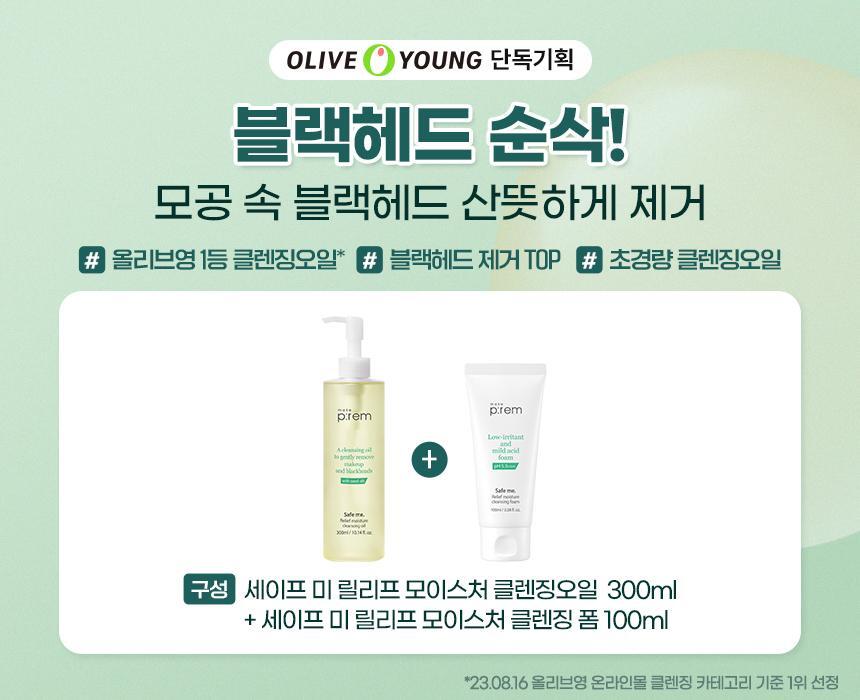 OLIVE YOUNG 단독기획
블랙헤드 순삭!
모공 속 블랙헤드 산뜻하게 제거
# 올리브영 1등 클렌징오일* # 블랙헤드 제거 TOP # 초경량 클렌징오일
make
p:rem
A cleansing oil
to gently remove
makeup
and blackheads
Safe me.
Relief moisture
cleansing oil
300ml / 10.14 fl. oz.
+
make
p:rem
Low-irritant
and
mild acid
foam
Safe me.
Relief moisture
cleansing foam
구성 세이프 미 릴리프 모이스처 클렌징오일 300ml
+ 세이프 미 릴리프 모이스처 클렌징 폼 100ml
*23.08.16 올리브영 온라인몰 클렌징 카테고리 기준 1위 선정